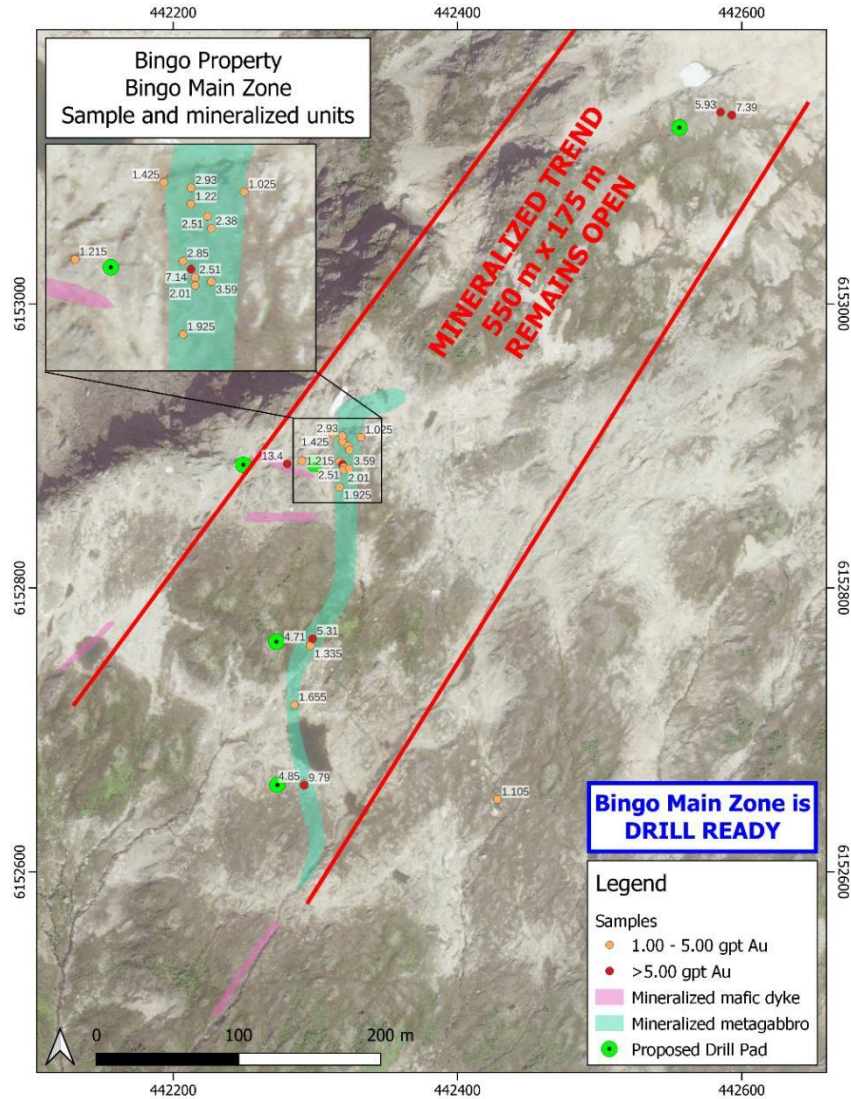 442200 442400 442600
Bingo Property
Bingo Main Zone
Sample and mineralized units
5.93 7.39
1.425 2.93 1.025
1.22
2.51 2.38
1.215 2.85
7.14 2.51
2.01 3.59
1.925
MINERALIZED TREND
550 m x 175 m
REMAINS OPEN
6153000 6153000
2.93 1.025
1.425
13.4 1.215 3.59
2.51 2.01
1.925
6152800 6152800
4.71 5.31
1.335
1.655
4.85 9.79
1.105
Bingo Main Zone is
DRILL READY
6152600 6152600
Legend
Samples
1.00 - 5.00 gpt Au
>5.00 gpt Au
Mineralized mafic dyke
Mineralized metagabbro
Proposed Drill Pad
0 100 200 m
442200 442400 442600